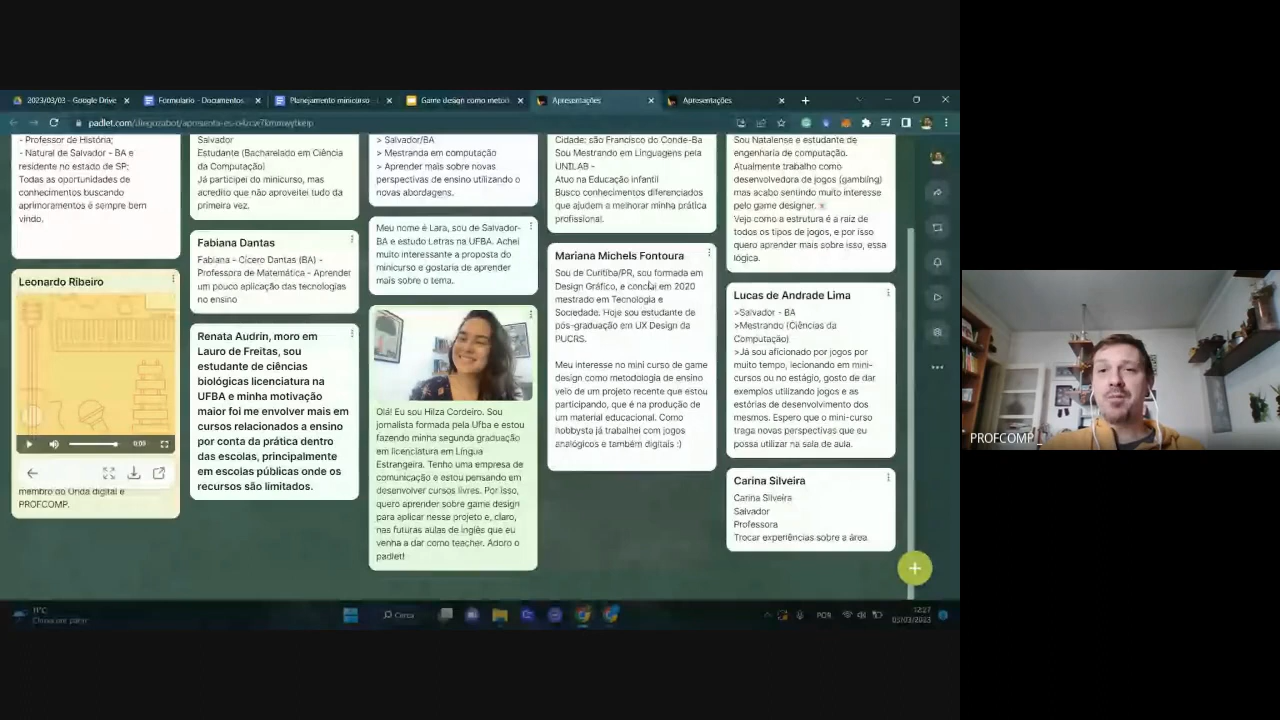 2023/03/03 - Google Drive
Formulario - Documentos
Planejamento minicurso
Game design como metod
Apresentações
Apresentações
- Professor de História;
- Natural de Salvador - BA e
residente no estado de SP;
Todas as oportunidades de
conhecimentos buscando
aprimoramentos é sempre bem
vindo.
Leonardo Ribeiro
0:03
membro do Onda digital e
PROFCOMP.
Salvador
Estudante (Bacharelado em Ciência
da Computação)
Já participei do minicurso, mas
acredito que não aproveitei tudo da
primeira vez.
Fabiana Dantas
Fabiana - Cícero Dantas (BA) -
Professora de Matemática - Aprender
um pouco aplicação das tecnologias
no ensino
Renata Audrin, moro em
Lauro de Freitas, sou
estudante de ciências
biológicas licenciatura na
UFBA e minha motivação
maior foi me envolver mais em
cursos relacionados a ensino
por conta da prática dentro
das escolas, principalmente
em escolas públicas onde os
recursos são limitados.
> Salvador/BA
> Mestranda em computação
> Aprender mais sobre novas
perspectivas de ensino utilizando o
novas abordagens.
Meu nome é Lara, sou de Salvador-
BA e estudo Letras na UFBA. Achei
muito interessante a proposta do
minicurso e gostaria de aprender
mais sobre o tema.
Olá! Eu sou Hilza Cordeiro. Sou
jornalista formada pela Ufba e estou
fazendo minha segunda graduação
em licenciatura em Língua
Estrangeira. Tenho uma empresa de
comunicação e estou pensando em
desenvolver cursos livres. Por isso,
quero aprender sobre game design
para aplicar nesse projeto e, claro,
nas futuras aulas de inglês que eu
venha a dar como teacher. Adoro o
padlet!
Cidade: são Francisco do Conde-Ba
Sou Mestrando em Linguagens pela
UNILAB -
Atuo na Educação infantil
Busco conhecimentos diferenciados
que ajudem a melhorar minha prática
profissional.
Mariana Michels Fontoura
Sou de Curitiba/PR, sou formada em
Design Gráfico, e concluí em 2020
mestrado em Tecnologia e
Sociedade. Hoje sou estudante de
pós-graduação em UX Design da
PUCRS.
Meu interesse no mini curso de game
design como metodologia de ensino
veio de um projeto recente que estou
participando, que é na produção de
um material educacional. Como
hobbysta já trabalhei com jogos
analógicos e também digitais :)
Sou Natalense e estudante de
engenharia de computação.
Atualmente trabalho como
desenvolvedora de jogos (gambling)
mas acabo sentindo muito interesse
pelo game designer.
Vejo como a estrutura é a raiz de
todos os tipos de jogos, e por isso
quero aprender mais sobre isso, essa
lógica.
Lucas de Andrade Lima
>Salvador - BA
>Mestrando (Ciências da
Computação)
>Já sou aficionado por jogos por
muito tempo, lecionando em mini-
cursos ou no estágio, gosto de dar
exemplos utilizando jogos e as
estórias de desenvolvimento dos
mesmos. Espero que o mini-curso
traga novas perspectivas que eu
possa utilizar na sala de aula.
Carina Silveira
Carina Silveira
Salvador
Professora
Trocar experiências sobre a área
PROFCOMP _
11°C
Cerca
POR
12:27
03/03/2023